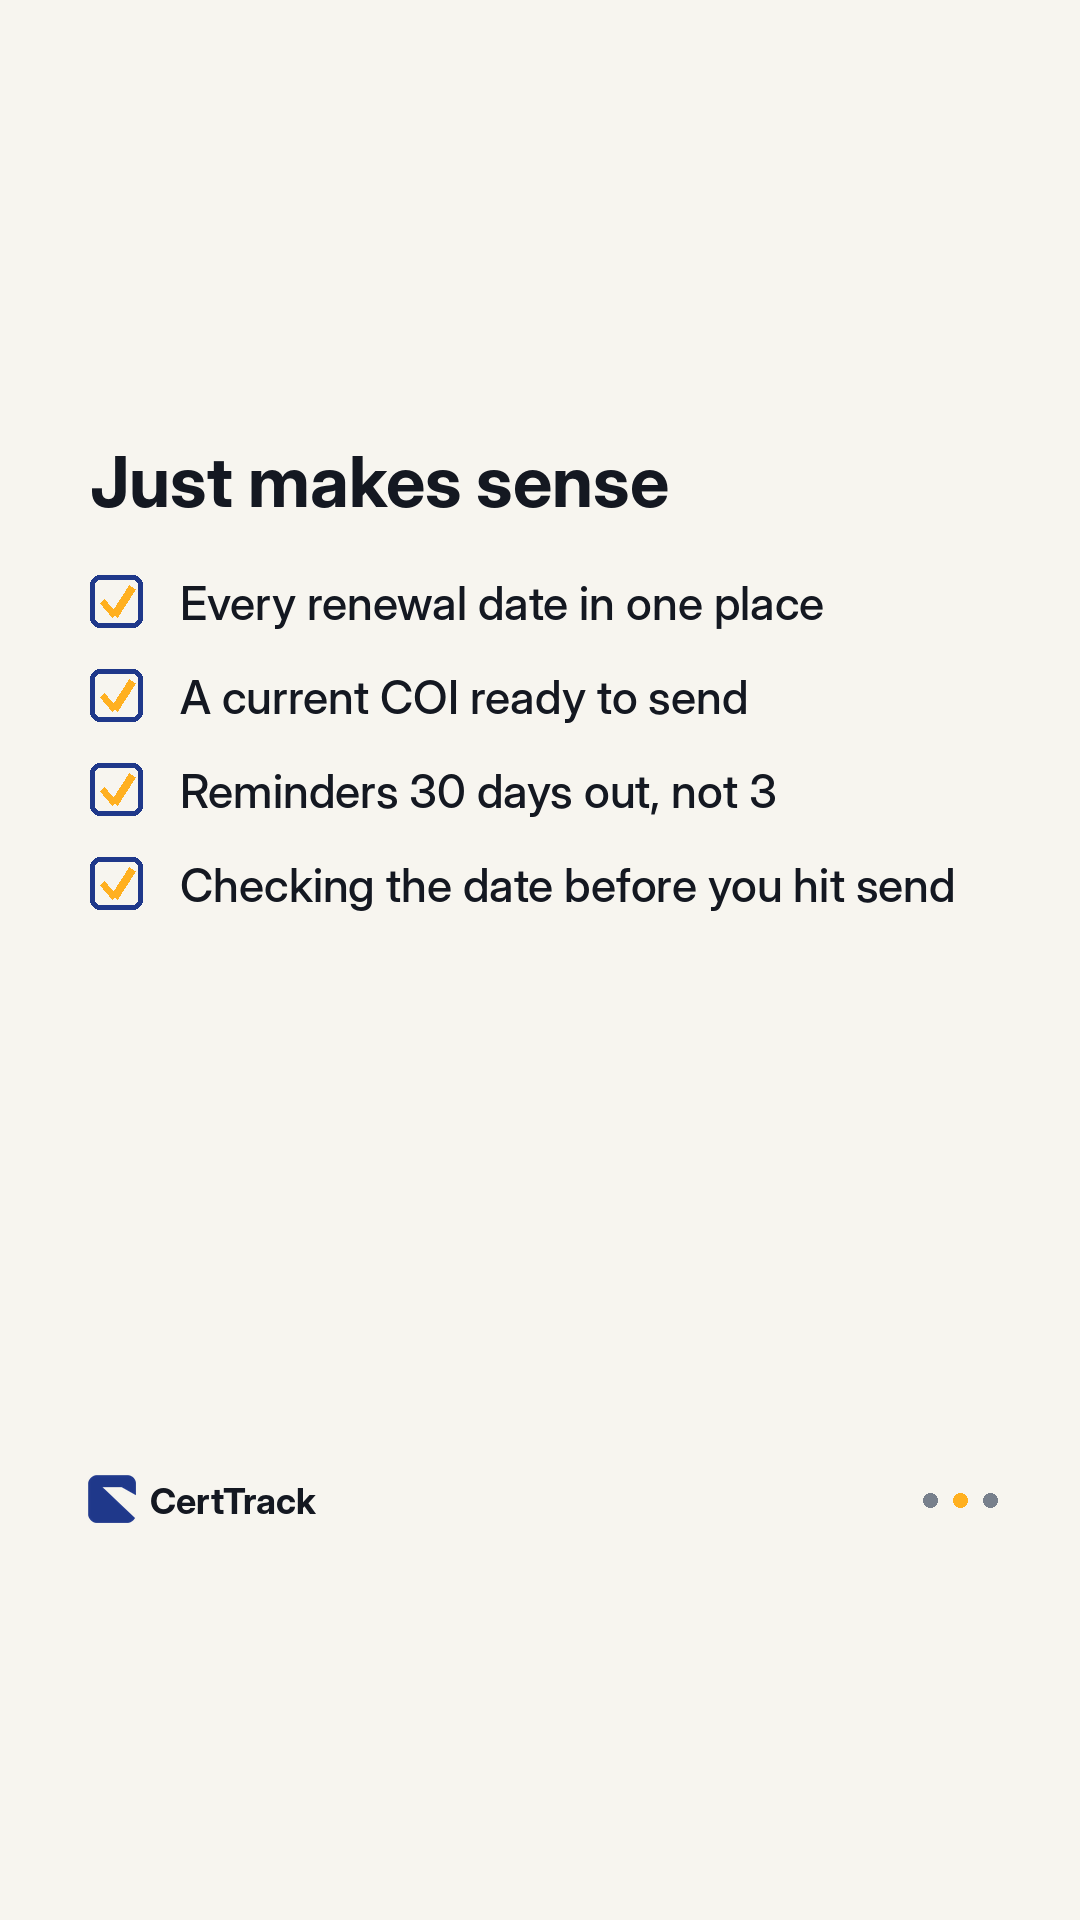 Just makes sense
Every renewal date in one place
A current COI ready to send
Reminders 30 days out, not 3
Checking the date before you hit send
CertTrack